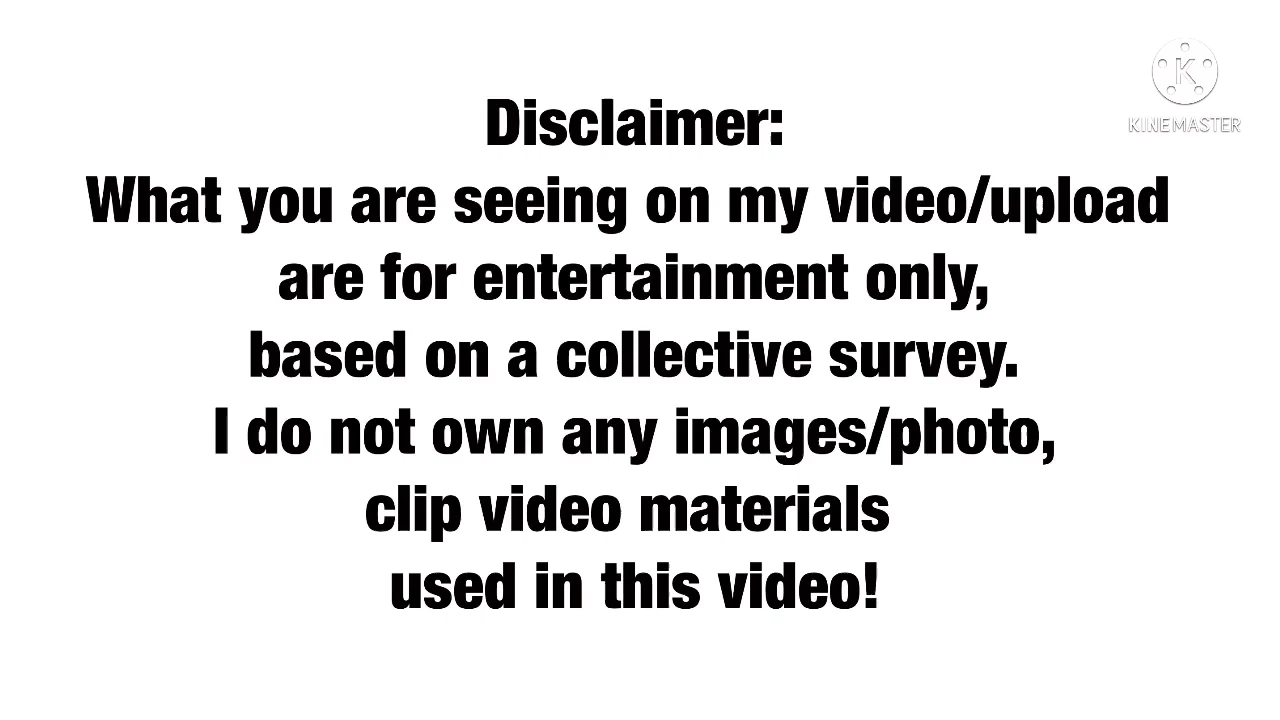 K
KINEMASTER
Disclaimer:
What you are seeing on my video/upload
are for entertainment only,
based on a collective survey.
I do not own any images/photo,
clip video materials
used in this video!